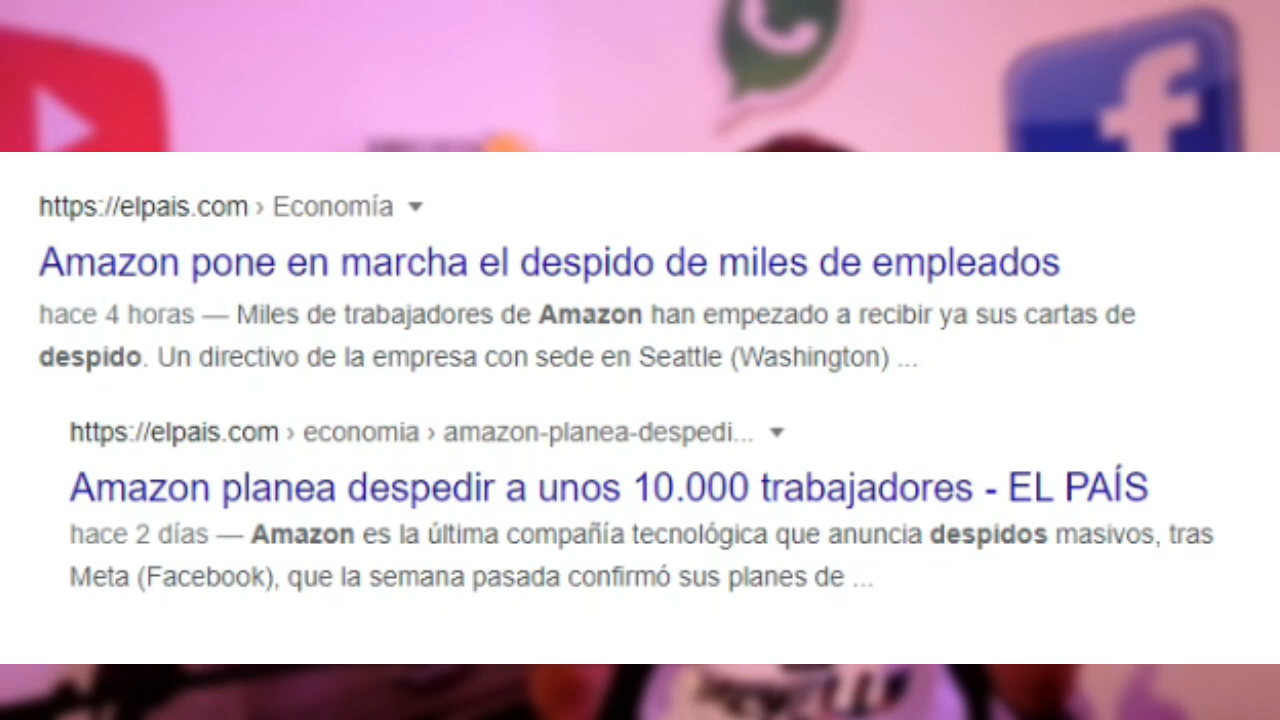 https://elpais.com › Economía
Amazon pone en marcha el despido de miles de empleados
hace 4 horas — Miles de trabajadores de Amazon han empezado a recibir ya sus cartas de
despido. Un directivo de la empresa con sede en Seattle (Washington) ...
https://elpais.com › economia › amazon-planea-despedi...
Amazon planea despedir a unos 10.000 trabajadores - EL PAÍS
hace 2 días — Amazon es la última compañía tecnológica que anuncia despidos masivos, tras
Meta (Facebook), que la semana pasada confirmó sus planes de ...